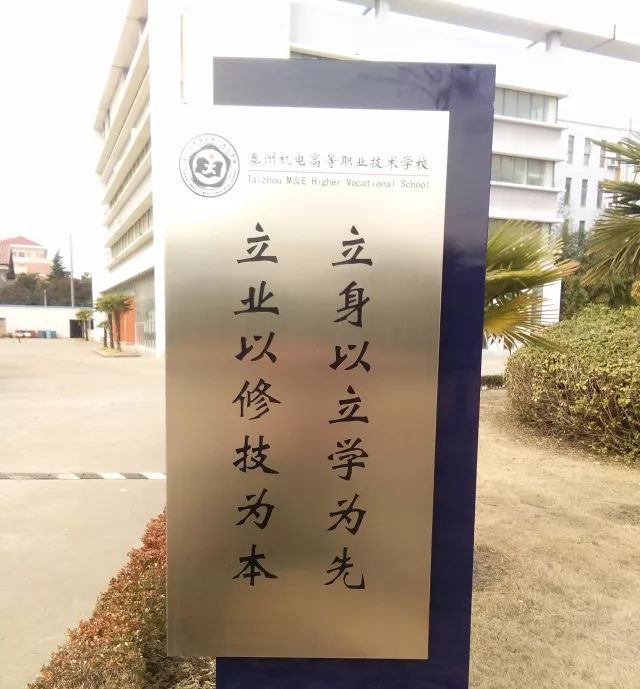 泰州机电高等职业技术学校
Taizhou M&E Higher Vocational School
立身以立学为先
立业以修技为本